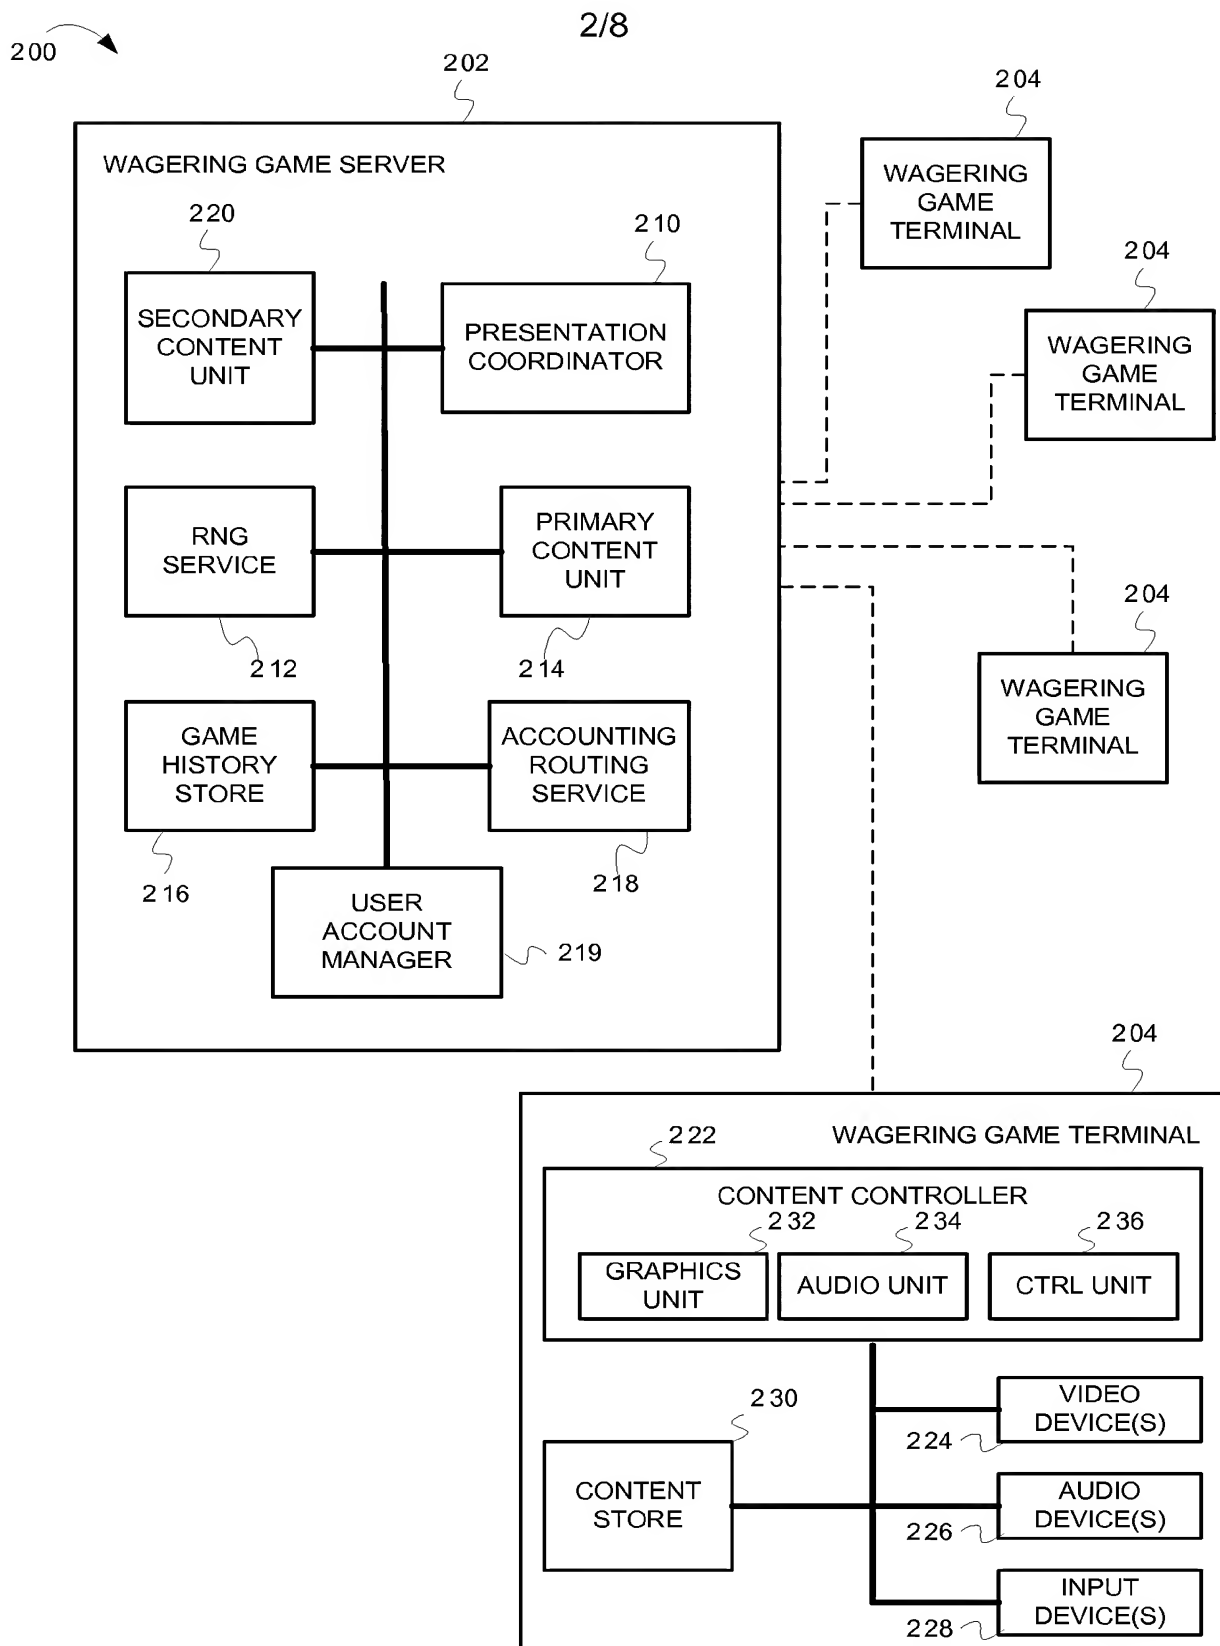 2/8
200
202
WAGERING GAME SERVER
220
SECONDARY
CONTENT
UNIT
210
PRESENTATION
COORDINATOR
RNG
SERVICE
212
PRIMARY
CONTENT
UNIT
214
GAME
HISTORY
STORE
216
ACCOUNTING
ROUTING
SERVICE
218
USER
ACCOUNT
MANAGER
219
204
WAGERING
GAME
TERMINAL
204
WAGERING
GAME
TERMINAL
204
WAGERING
GAME
TERMINAL
204
WAGERING GAME TERMINAL
222
CONTENT CONTROLLER
232
GRAPHICS
UNIT
234
AUDIO UNIT
236
CTRL UNIT
230
CONTENT
STORE
VIDEO
DEVICE(S)
224
AUDIO
DEVICE(S)
226
INPUT
DEVICE(S)
228